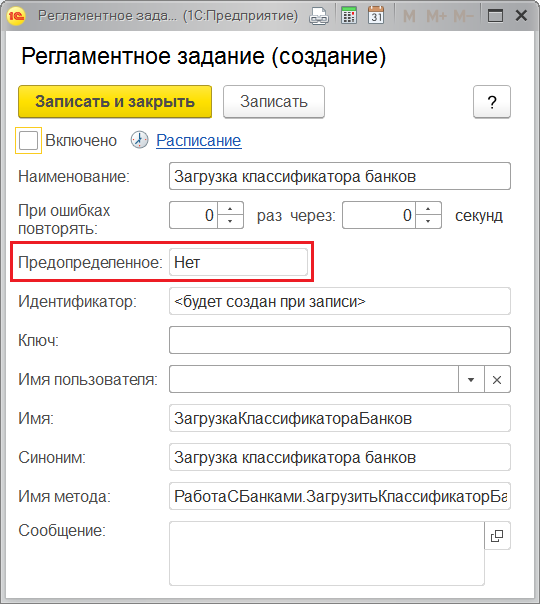 1С Регламентное зада... (1С:Предприятие) 31 M M+ M−
Регламентное задание (создание)
Записать и закрыть Записать ?
Включено Расписание
Наименование: Загрузка классификатора банков
При ошибках
повторять: 0 раз через: 0 секунд
Предопределенное: Нет
Идентификатор: <будет создан при записи>
Ключ:
Имя пользователя:
Имя: ЗагрузкаКлассификатораБанков
Синоним: Загрузка классификатора банков
Имя метода: РаботаСБанками.ЗагрузитьКлассификаторБа
Сообщение: